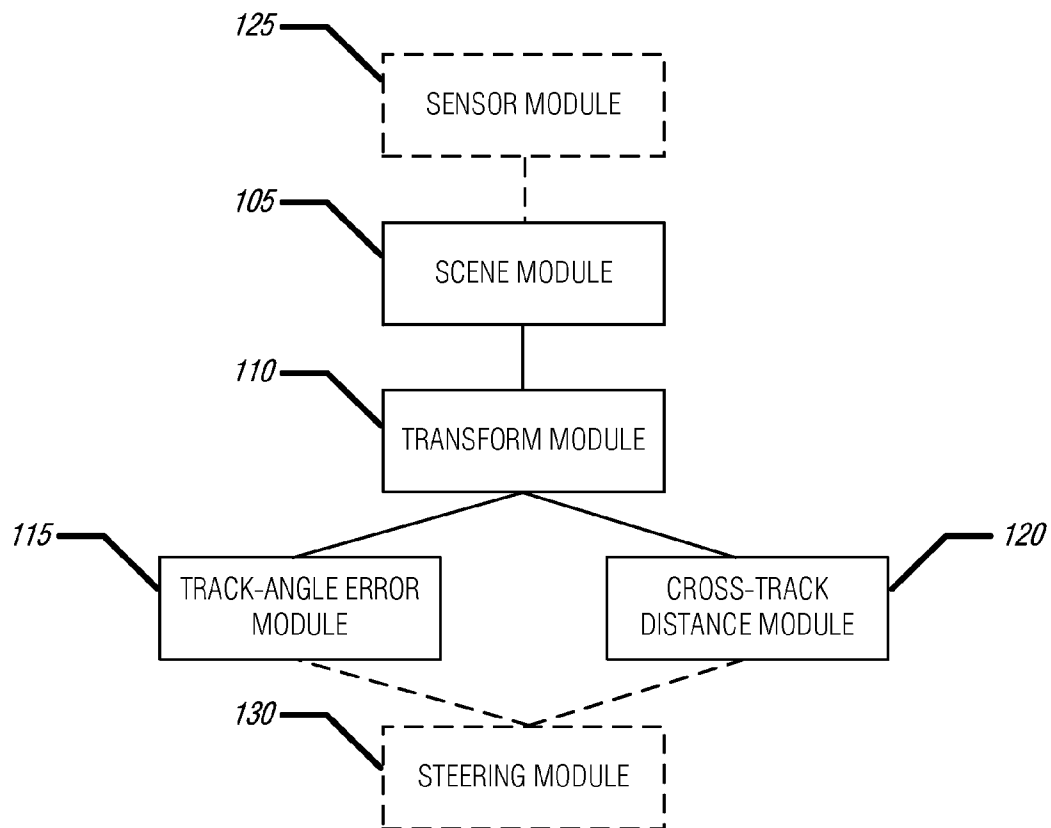 125
SENSOR MODULE
105
SCENE MODULE
110
TRANSFORM MODULE
115
TRACK-ANGLE ERROR
MODULE
120
CROSS-TRACK
DISTANCE MODULE
130
STEERING MODULE